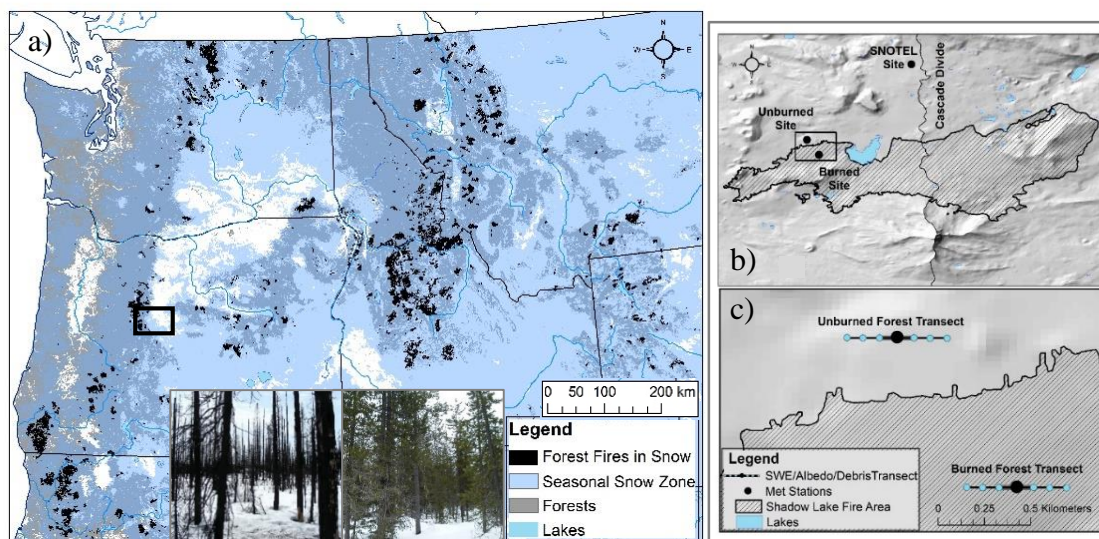 a)
N
W E
S
0 50 100 200 km
Legend
Forest Fires in Snow
Seasonal Snow Zone
Forests
Lakes
N
W E
S
SNOTEL
Site
Cascade Divide
Unburned
Site
Burned
Site
b)
c)
Unburned Forest Transect
Burned Forest Transect
0 0.25 0.5 Kilometers
Legend
SWE/Albedo/DebrisTransect
Met Stations
Shadow Lake Fire Area
Lakes